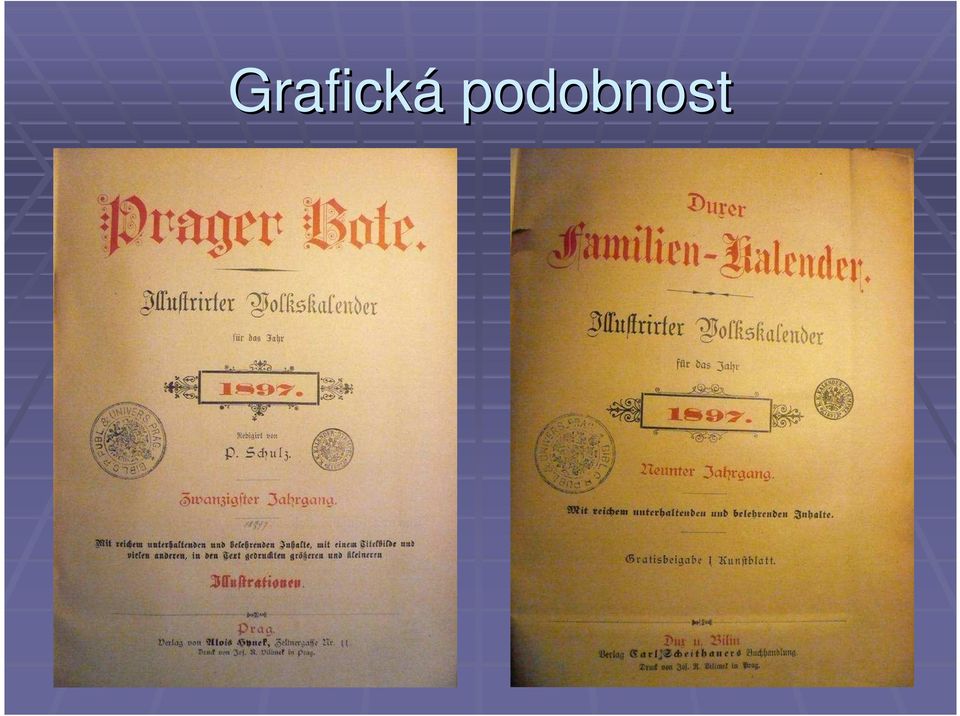 Grafická podobnost
Prager Bote.
Illustrirter Volkskalender
für das Jahr
1897.
Redigirt von
P. Schulz.
Zwanzigster Jahrgang.
1897
Mit reichem unterhaltenden und belehrenden Inhalte, mit einem Titelbilde und
vielen anderen, in den Text gedruckten größeren und kleineren
Illustrationen.
Prag.
Verlag von Alois Hynek, Zeltnergasse Nr. 11.
Druck von Jos. R. Vilimek in Prag.
Duxer
Familien-Kalender.
Illustrirter Volkskalender
für das Jahr
1897.
Neunter Jahrgang.
Mit reichem unterhaltenden und belehrenden Inhalte.
Gratisbeigabe 1 Kunstblatt.
Dux u. Bilin
Verlag Carl Scheithauers Buchhandlung.
Druck von Jos. R. Vilimek in Prag.